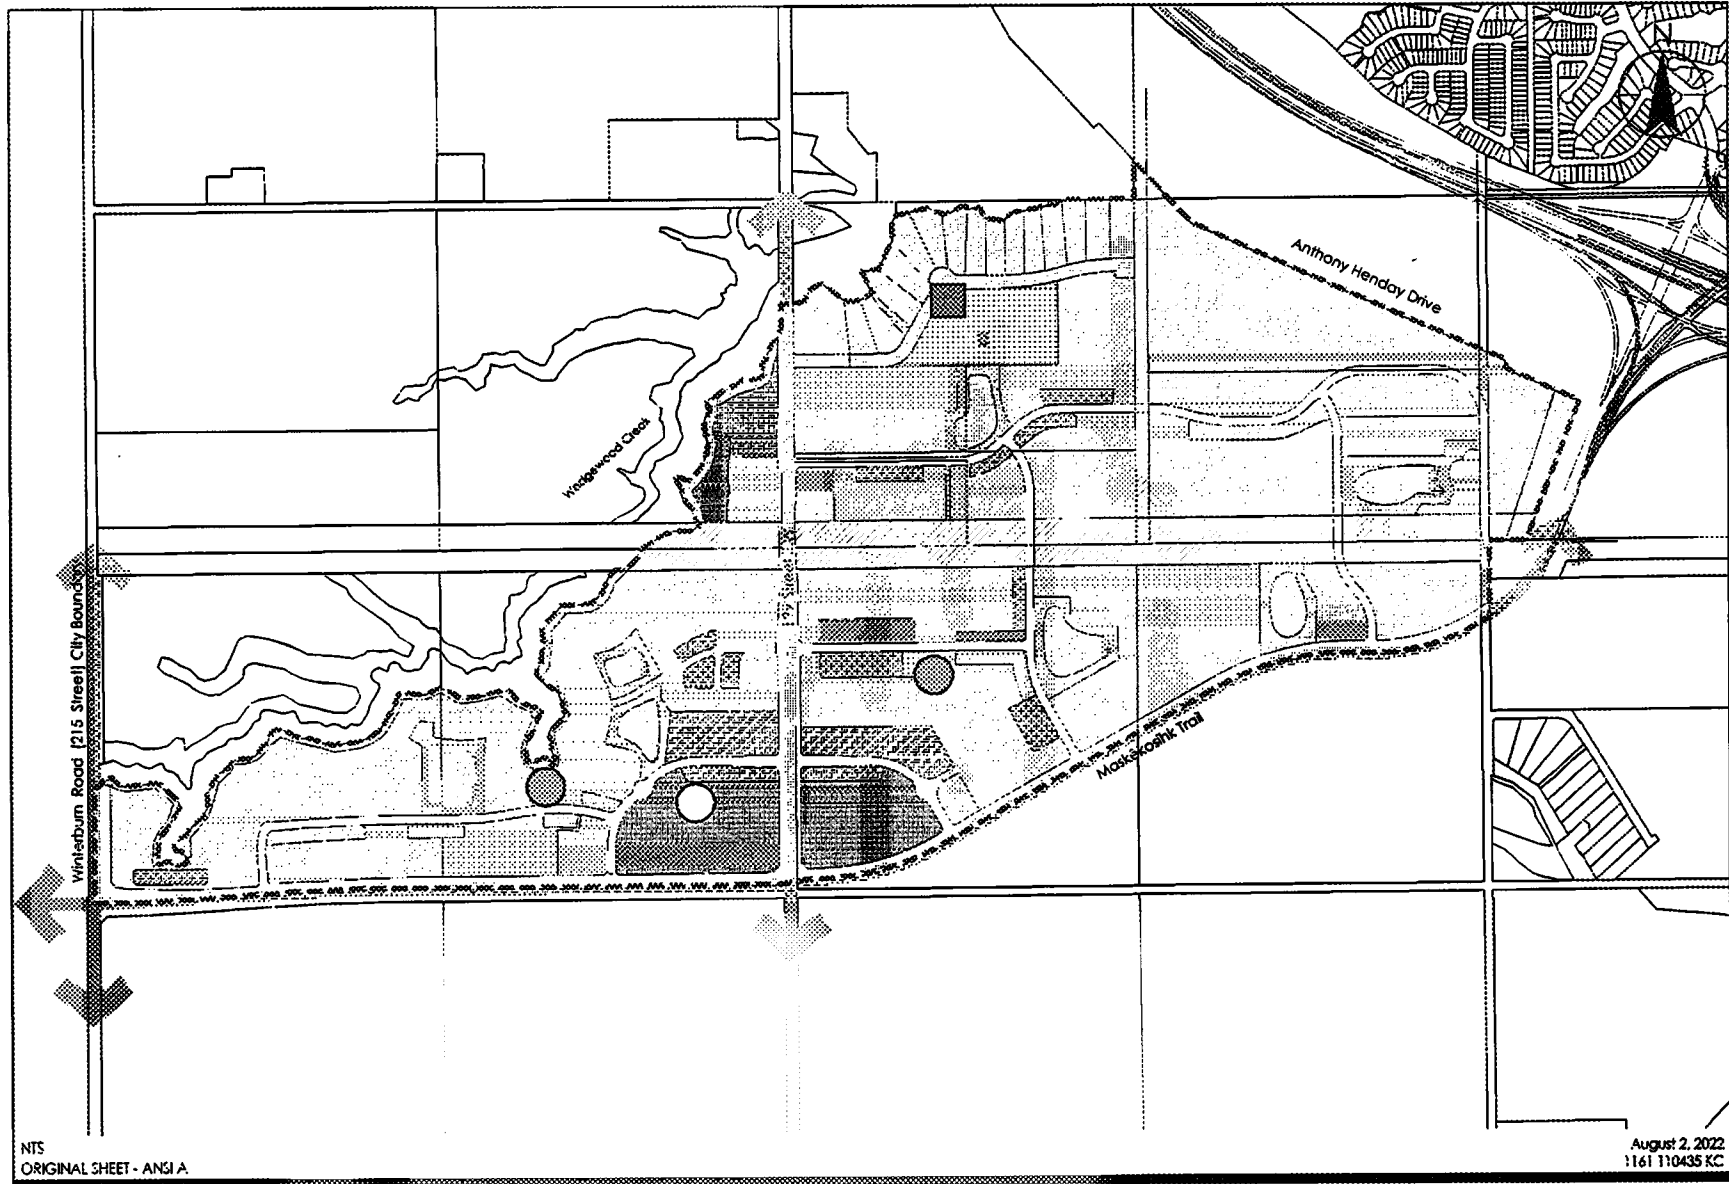 N
Anthony Henday Drive
Wedgewood Creek
199 Street
Winterburn Road (215 Street) City Boundary
Maskekosihk Trail
NTS
ORIGINAL SHEET - ANSI A
August 2, 2022
1161 110435 KC